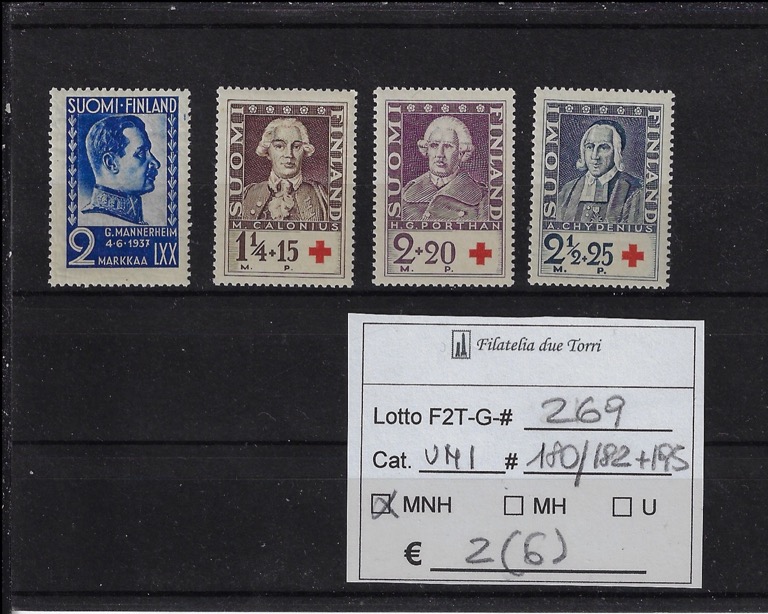 SUOMI·FINLAND
G. MANNERHEIM
4·6·1937
2 MARKKAA LXX
SUOMI FINLAND
M. CALONIUS
1¼+15
M. P.
SUOMI FINLAND
H.G. PORTHAN
2+20
M. P.
SUOMI FINLAND
A. CHYDENIUS
2½+25
M. P.
Filatelia due Torri
Lotto F2T-G-# 269
Cat. UNI # 180/182+195
MNH MH U
€ 2(6)